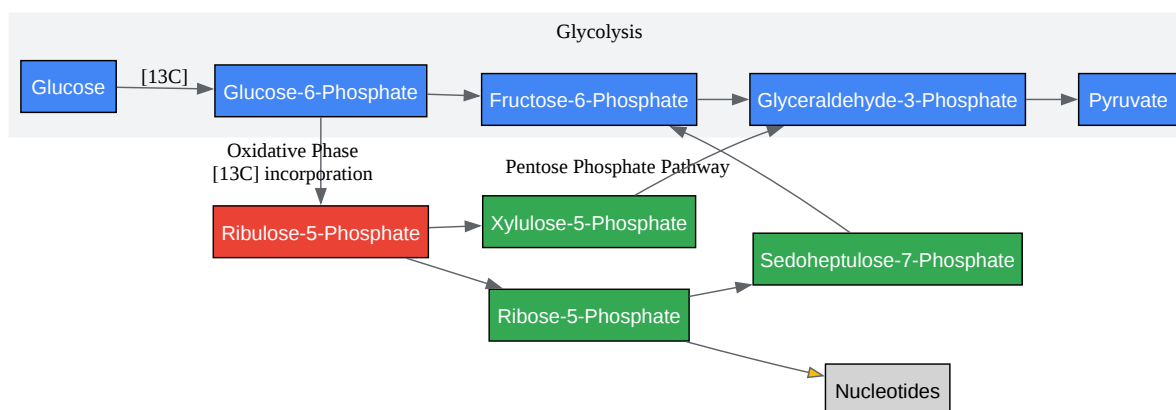 Glycolysis
Glucose
[13C]
Glucose-6-Phosphate
Fructose-6-Phosphate
Glyceraldehyde-3-Phosphate
Pyruvate
Oxidative Phase
[13C] incorporation
Pentose Phosphate Pathway
Ribulose-5-Phosphate
Xylulose-5-Phosphate
Sedoheptulose-7-Phosphate
Ribose-5-Phosphate
Nucleotides